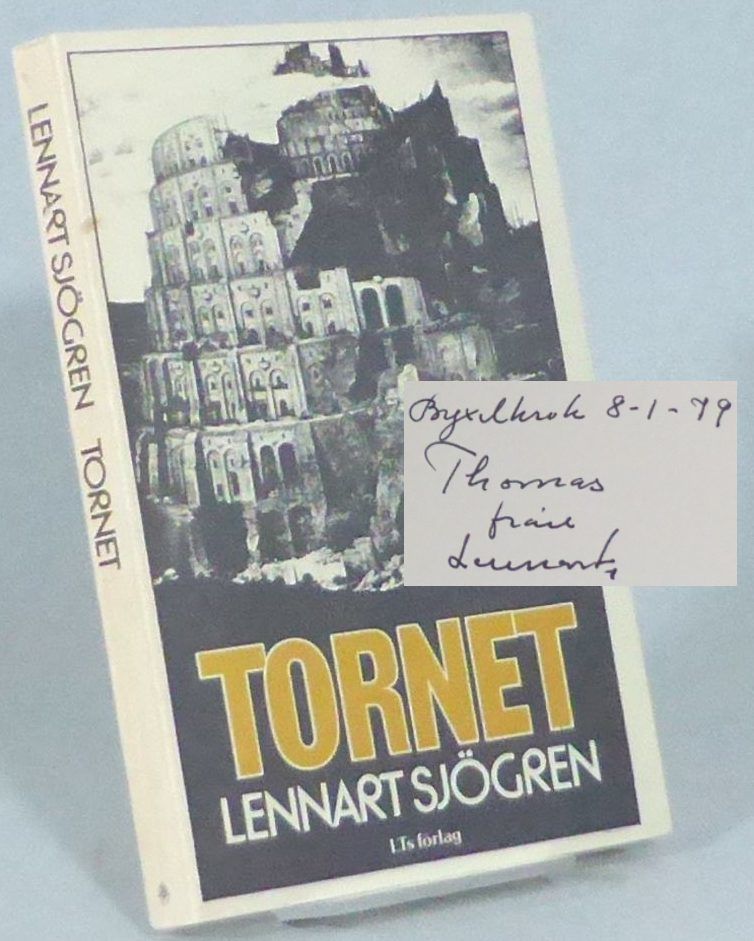 LENNART SJÖGREN TORNET
Byxelkrok 8-1-79
Thomas
från
Lennart
TORNET
LENNART SJÖGREN
LTs förlag